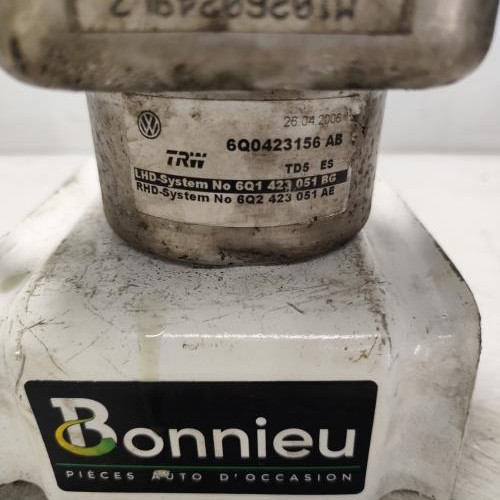 26.04.2006
6Q0423156 AB
TRW
TDS ES
LHD-System No 6Q1 423 051 BG
RHD-System No 6Q2 423 051 AE
Bonnieu
PIÈCES AUTO D'OCCASION